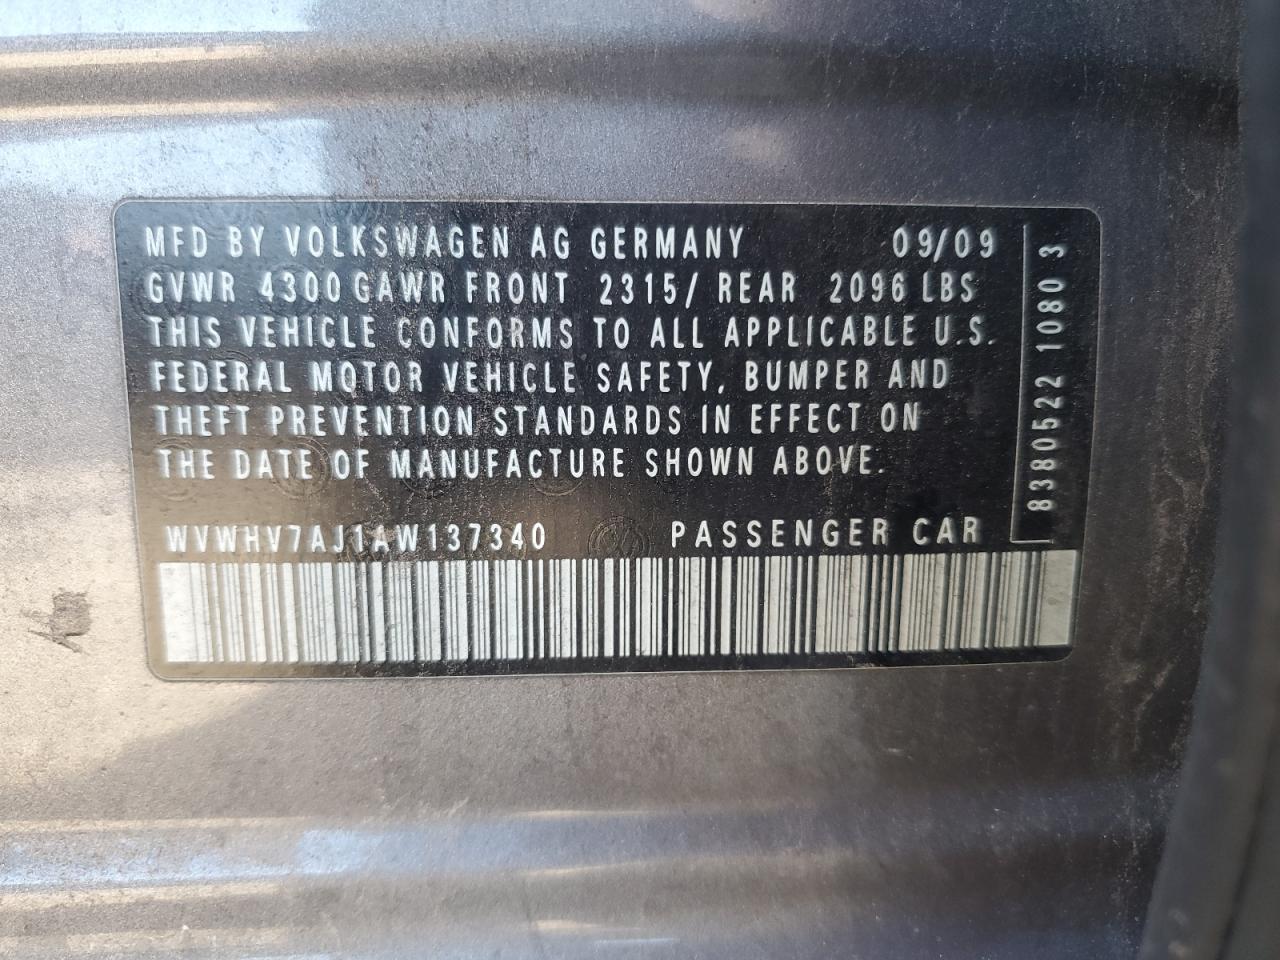 MFD BY VOLKSWAGEN AG GERMANY 09/09
GVWR 4300 GAWR FRONT 2315/ REAR 2096 LBS
THIS VEHICLE CONFORMS TO ALL APPLICABLE U.S.
FEDERAL MOTOR VEHICLE SAFETY, BUMPER AND
THEFT PREVENTION STANDARDS IN EFFECT ON
THE DATE OF MANUFACTURE SHOWN ABOVE.
WVWHV7AJ1AW137340 PASSENGER CAR
8380522 1080 3